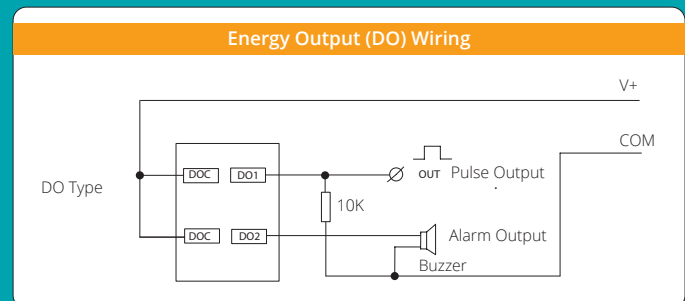 Energy Output (DO) Wiring
V+
COM
DOC DO1
OUT Pulse Output
DO Type
10K
DOC DO2
Alarm Output
Buzzer